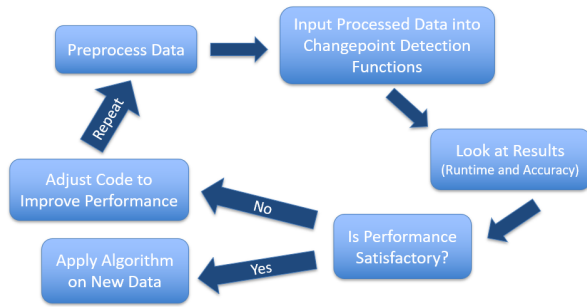 Preprocess Data
Input Processed Data into
Changepoint Detection
Functions
Look at Results
(Runtime and Accuracy)
Is Performance
Satisfactory?
No
Adjust Code to
Improve Performance
Repeat
Yes
Apply Algorithm
on New Data